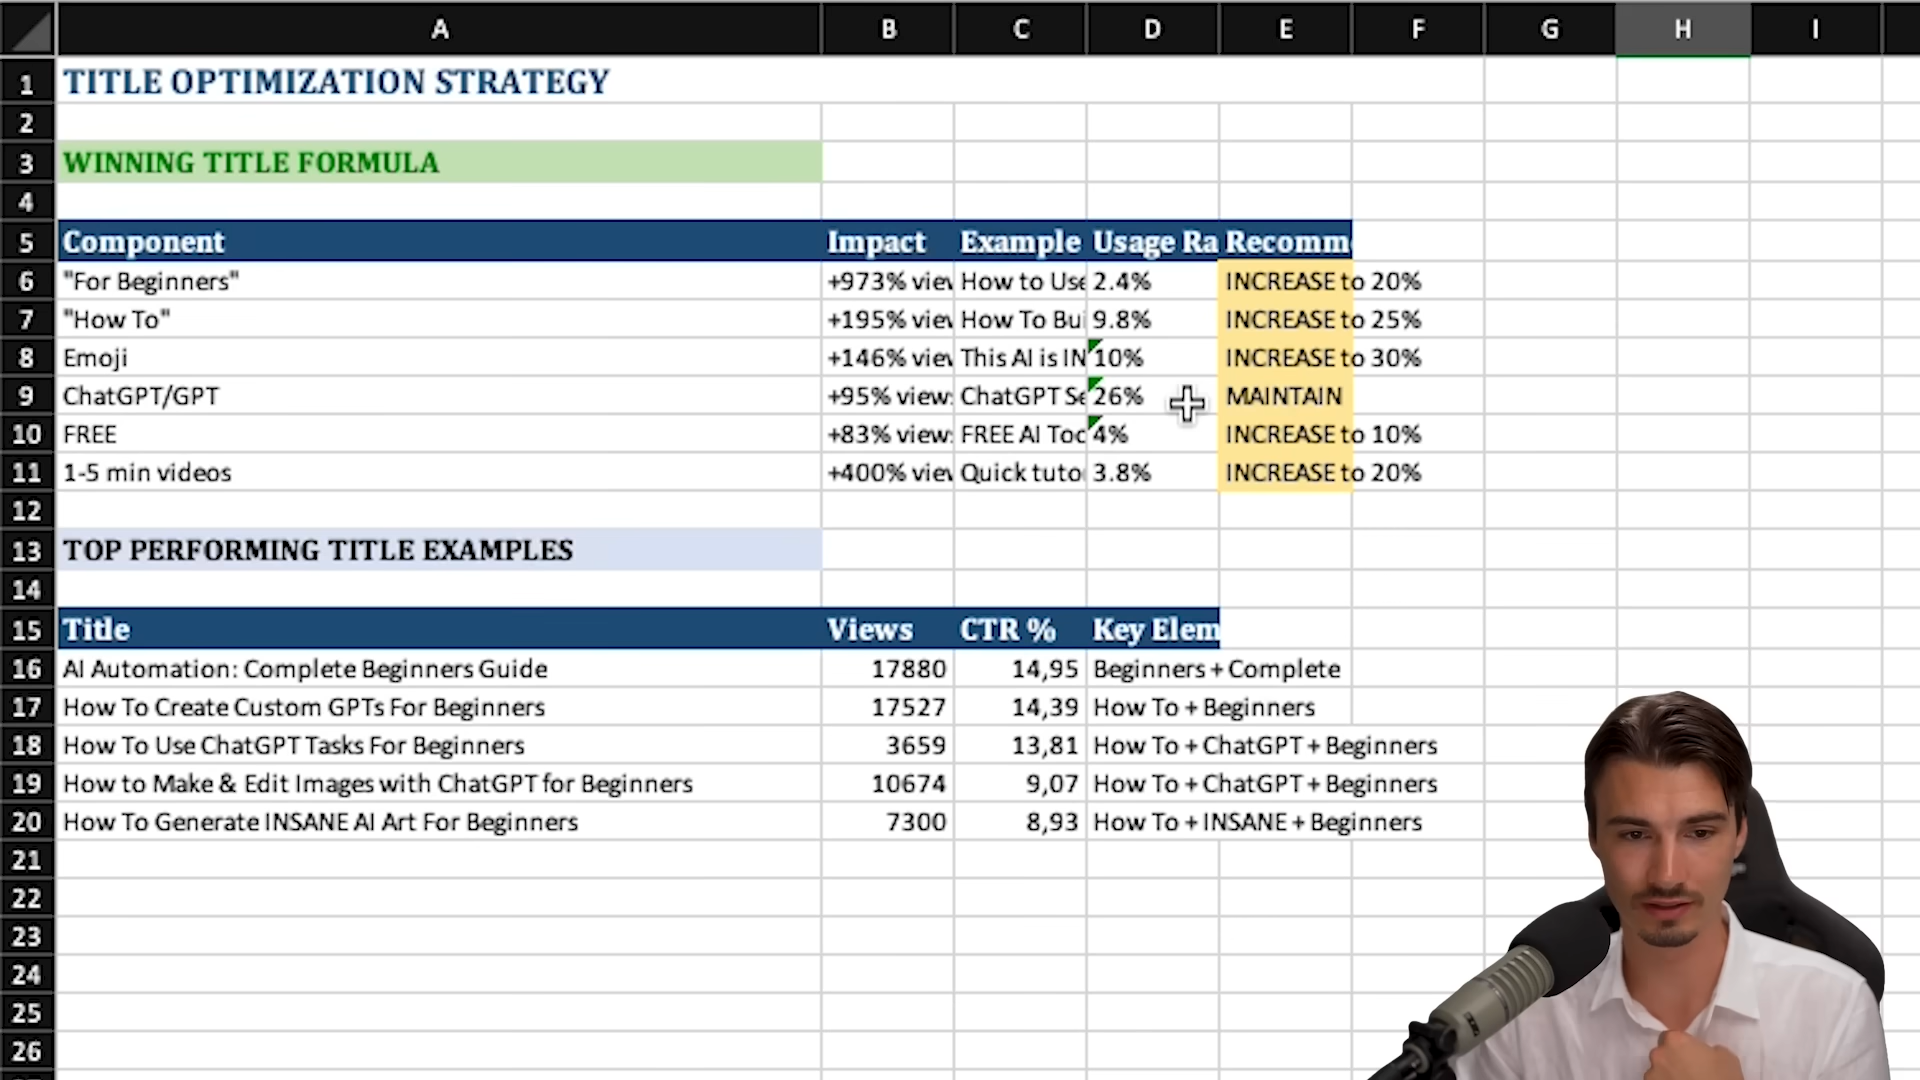 A B C D E F G H I
1 TITLE OPTIMIZATION STRATEGY
2
3 WINNING TITLE FORMULA
4
5 Component Impact Example Usage Ra Recomm
6 "For Beginners" +973% view How to Use 2.4% INCREASE to 20%
7 "How To" +195% view How To Bui 9.8% INCREASE to 25%
8 Emoji +146% view This AI is IN 10% INCREASE to 30%
9 ChatGPT/GPT +95% views ChatGPT Se 26% MAINTAIN
10 FREE +83% views FREE AI Too 4% INCREASE to 10%
11 1-5 min videos +400% view Quick tuto 3.8% INCREASE to 20%
12
13 TOP PERFORMING TITLE EXAMPLES
14
15 Title Views CTR % Key Elem
16 AI Automation: Complete Beginners Guide 17880 14,95 Beginners + Complete
17 How To Create Custom GPTs For Beginners 17527 14,39 How To + Beginners
18 How To Use ChatGPT Tasks For Beginners 3659 13,81 How To + ChatGPT + Beginners
19 How to Make & Edit Images with ChatGPT for Beginners 10674 9,07 How To + ChatGPT + Beginners
20 How To Generate INSANE AI Art For Beginners 7300 8,93 How To + INSANE + Beginners
21
22
23
24
25
26